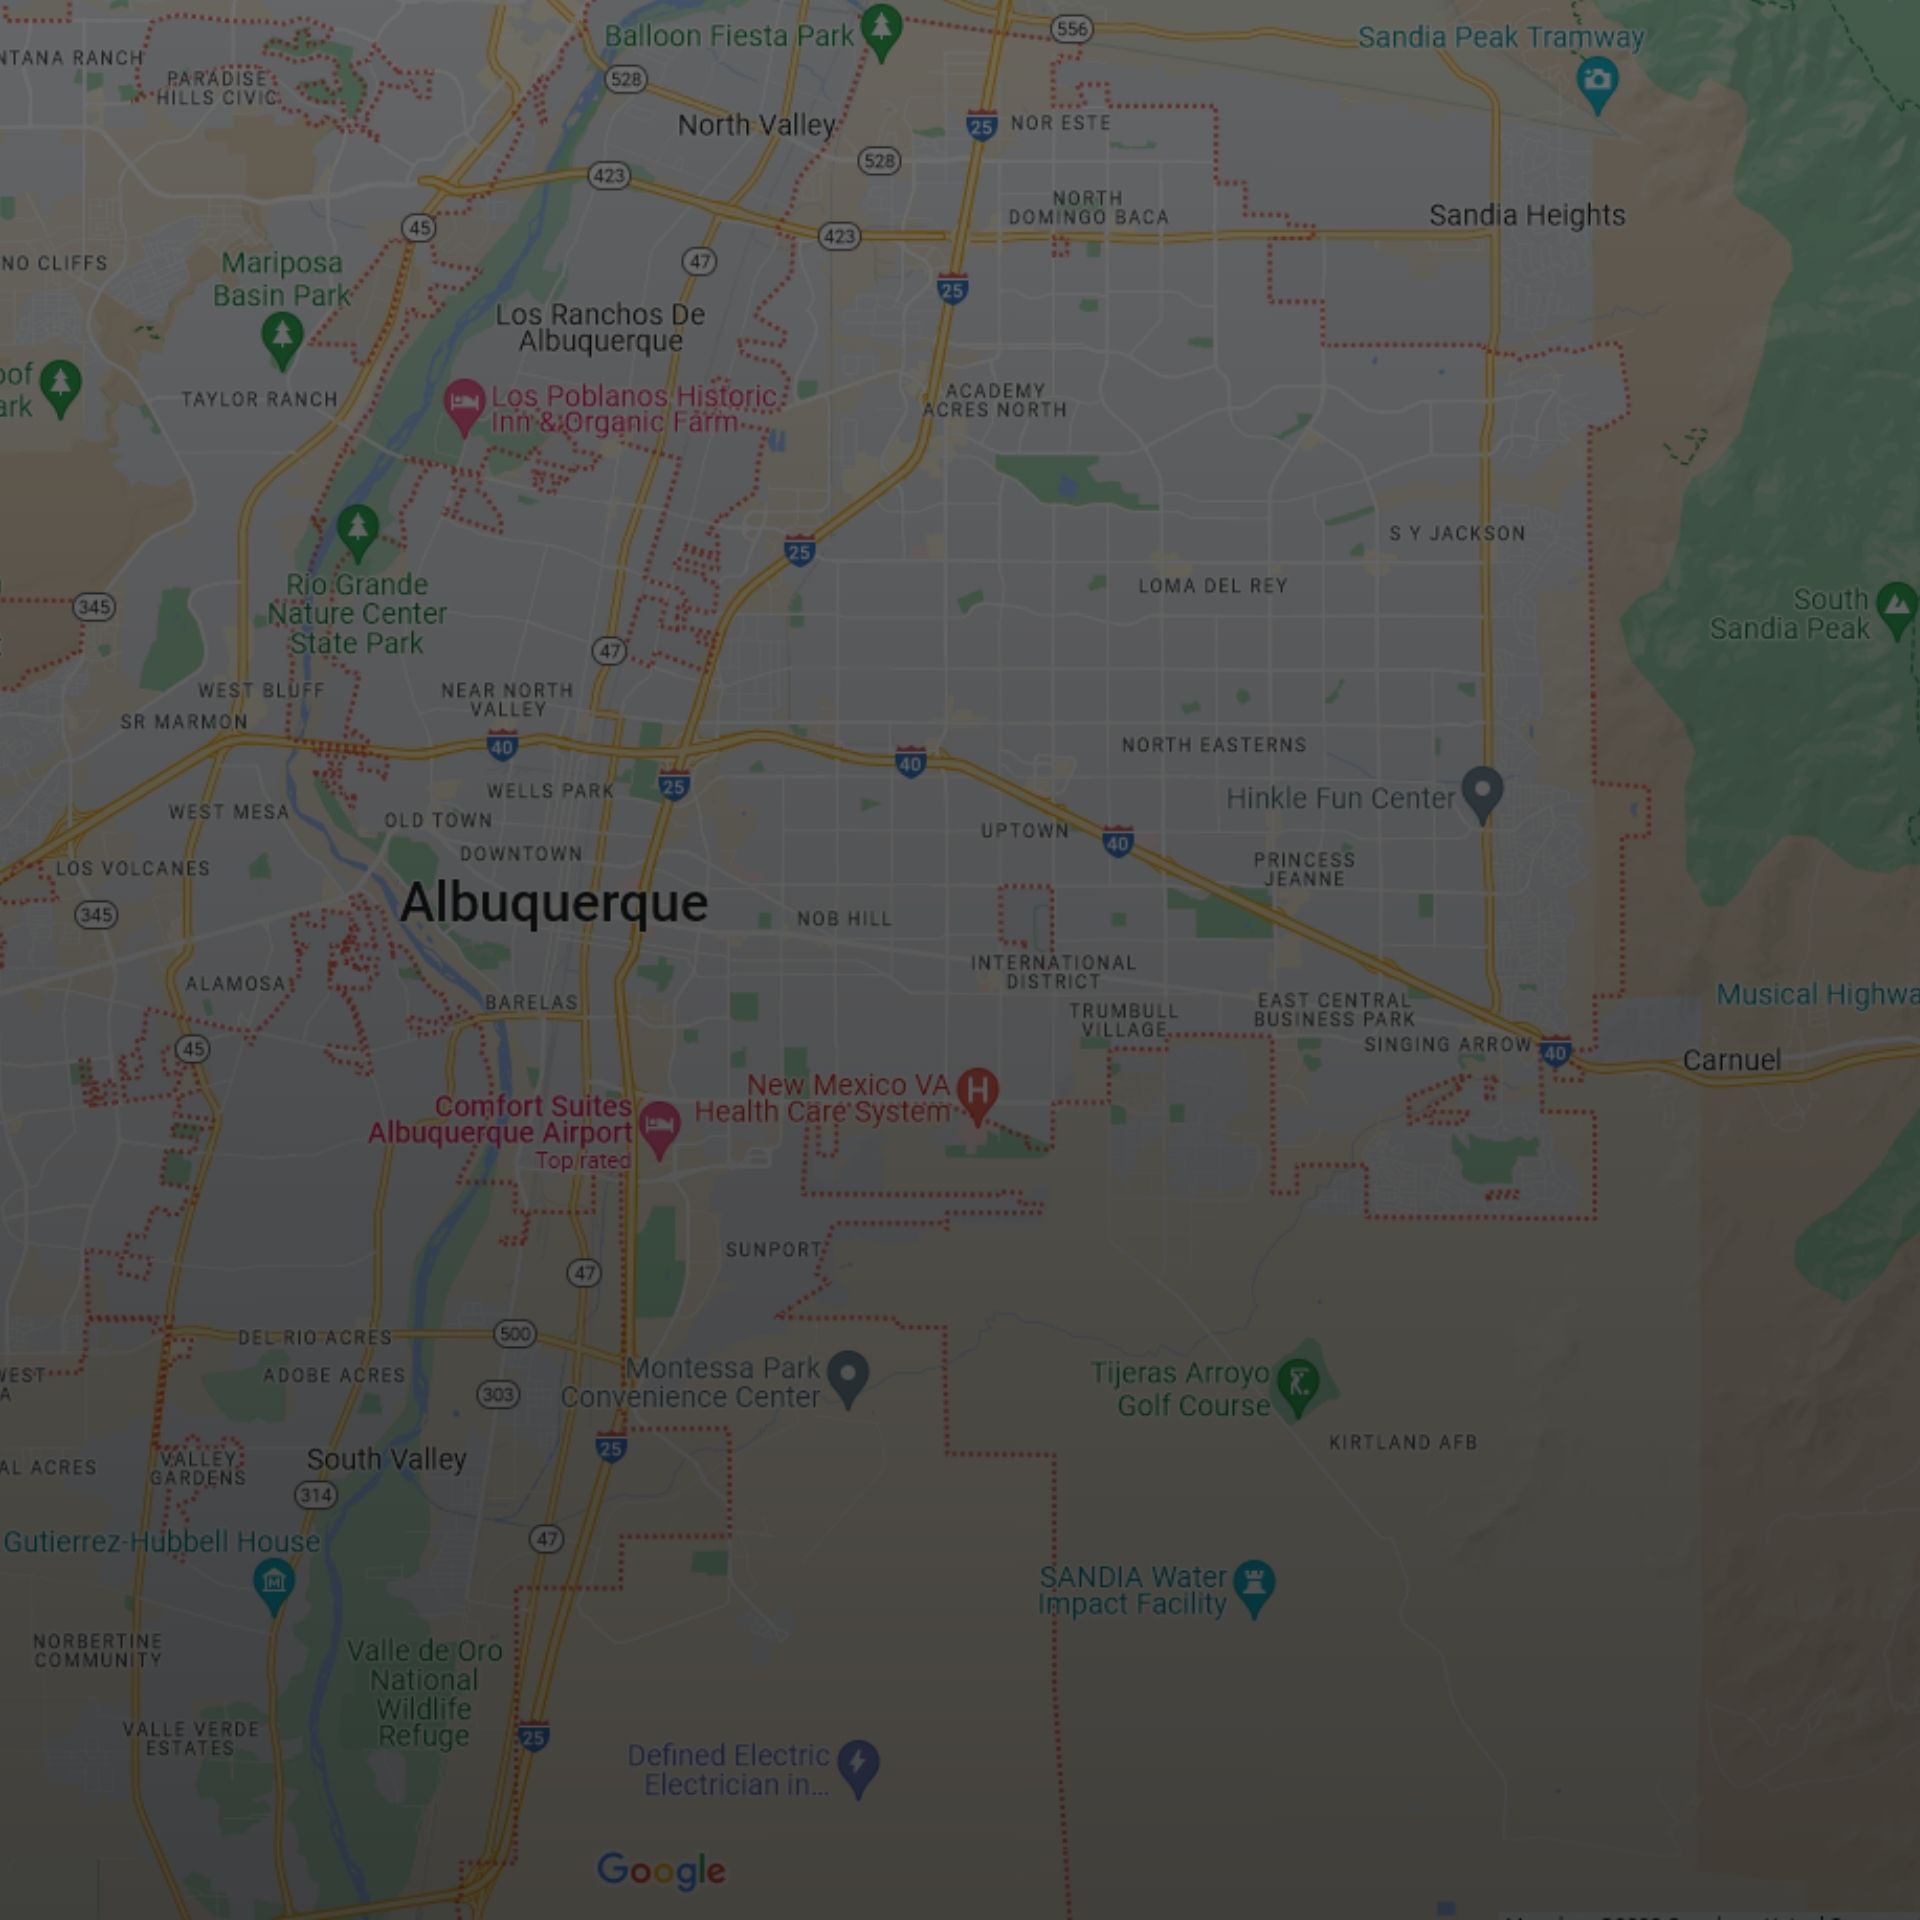 Balloon Fiesta Park
556
Sandia Peak Tramway
NTANA RANCH
PARADISE
HILLS CIVIC
528
North Valley
25
NOR ESTE
528
423
NORTH
DOMINGO BACA
Sandia Heights
45
423
47
NO CLIFFS
Mariposa
Basin Park
25
Los Ranchos De
Albuquerque
oof
ark
TAYLOR RANCH
Los Poblanos Historic
Inn & Organic Farm
ACADEMY
ACRES NORTH
25
S Y JACKSON
Rio Grande
Nature Center
State Park
LOMA DEL REY
South
Sandia Peak
345
47
WEST BLUFF
NEAR NORTH
VALLEY
SR MARMON
40
40
NORTH EASTERNS
25
WELLS PARK
Hinkle Fun Center
WEST MESA
OLD TOWN
UPTOWN
40
DOWNTOWN
LOS VOLCANES
PRINCESS
JEANNE
345
Albuquerque
NOB HILL
INTERNATIONAL
DISTRICT
ALAMOSA
BARELAS
TRUMBULL
VILLAGE
EAST CENTRAL
BUSINESS PARK
Musical Highwa
45
SINGING ARROW
40
Carnuel
New Mexico VA
Health Care System
Comfort Suites
Albuquerque Airport
Top rated
SUNPORT
47
DEL RIO ACRES
500
WEST
A
ADOBE ACRES
303
Montessa Park
Convenience Center
Tijeras Arroyo
Golf Course
KIRTLAND AFB
25
AL ACRES
VALLEY
GARDENS
South Valley
314
Gutierrez-Hubbell House
47
SANDIA Water
Impact Facility
NORBERTINE
COMMUNITY
Valle de Oro
National
Wildlife
Refuge
VALLE VERDE
ESTATES
25
Defined Electric
Electrician in...
Google